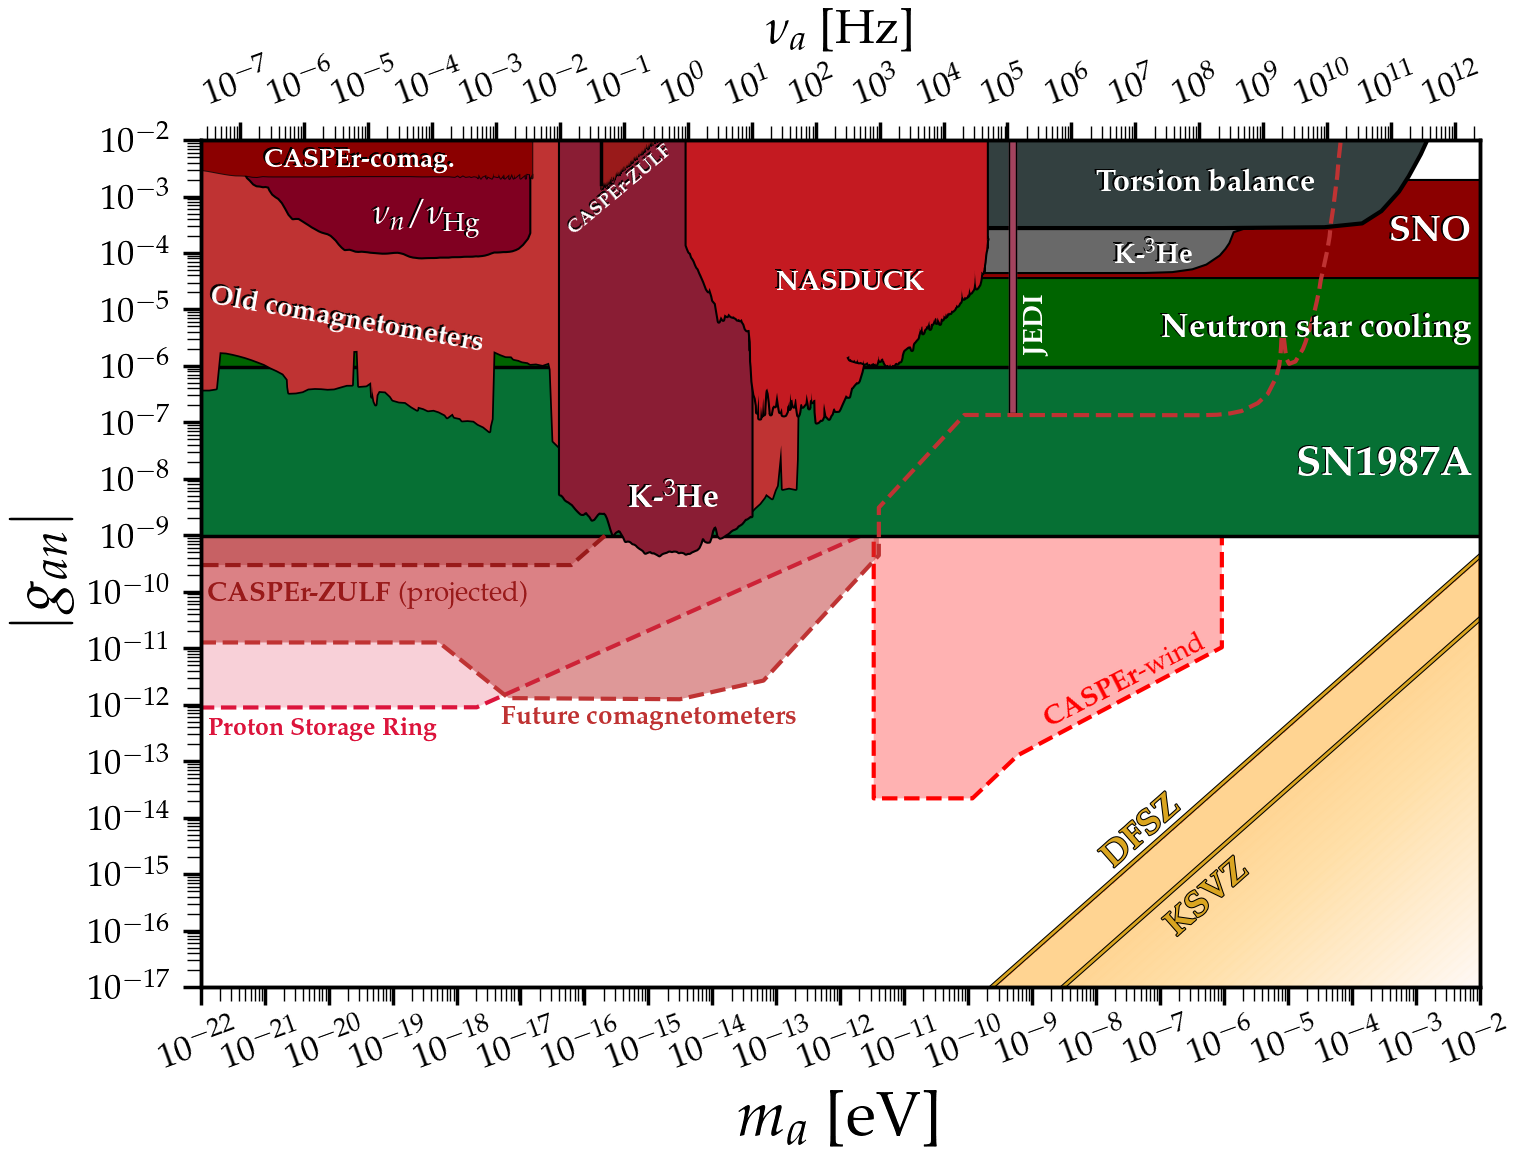 ν_a [Hz]
10^−7 10^−6 10^−5 10^−4 10^−3 10^−2 10^−1 10^0 10^1 10^2 10^3 10^4 10^5 10^6 10^7 10^8 10^9 10^10 10^11 10^12
10^−2
10^−3
10^−4
10^−5
10^−6
10^−7
10^−8
10^−9
10^−10
10^−11
10^−12
10^−13
10^−14
10^−15
10^−16
10^−17
|g_an|
CASPEr-comag.
ν_n/ν_Hg
Old comagnetometers
CASPEr-ZULF
K-³He
NASDUCK
Torsion balance
SNO
K-³He
JEDI
Neutron star cooling
SN1987A
CASPEr-ZULF (projected)
Proton Storage Ring
Future comagnetometers
CASPEr-wind
DFSZ
KSVZ
10^−22 10^−21 10^−20 10^−19 10^−18 10^−17 10^−16 10^−15 10^−14 10^−13 10^−12 10^−11 10^−10 10^−9 10^−8 10^−7 10^−6 10^−5 10^−4 10^−3 10^−2
m_a [eV]